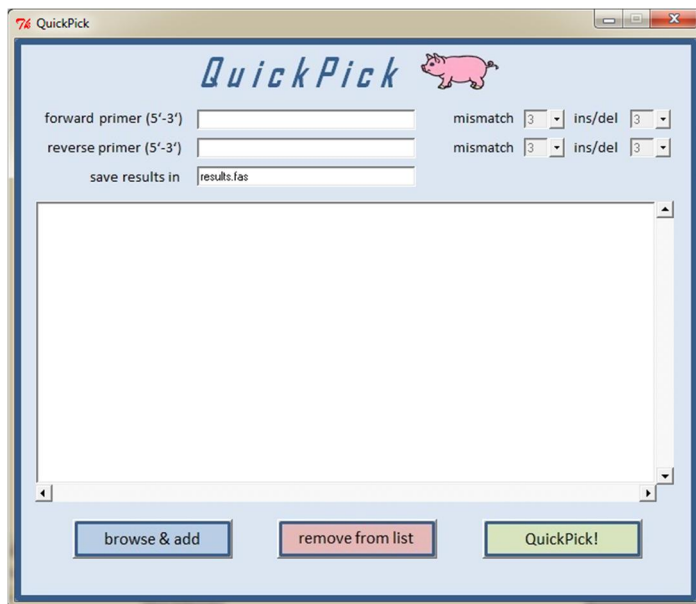 QuickPick
QuickPick
forward primer (5‘-3‘) mismatch 3 ins/del 3
reverse primer (5‘-3‘) mismatch 3 ins/del 3
save results in results.fas
browse & add remove from list QuickPick!